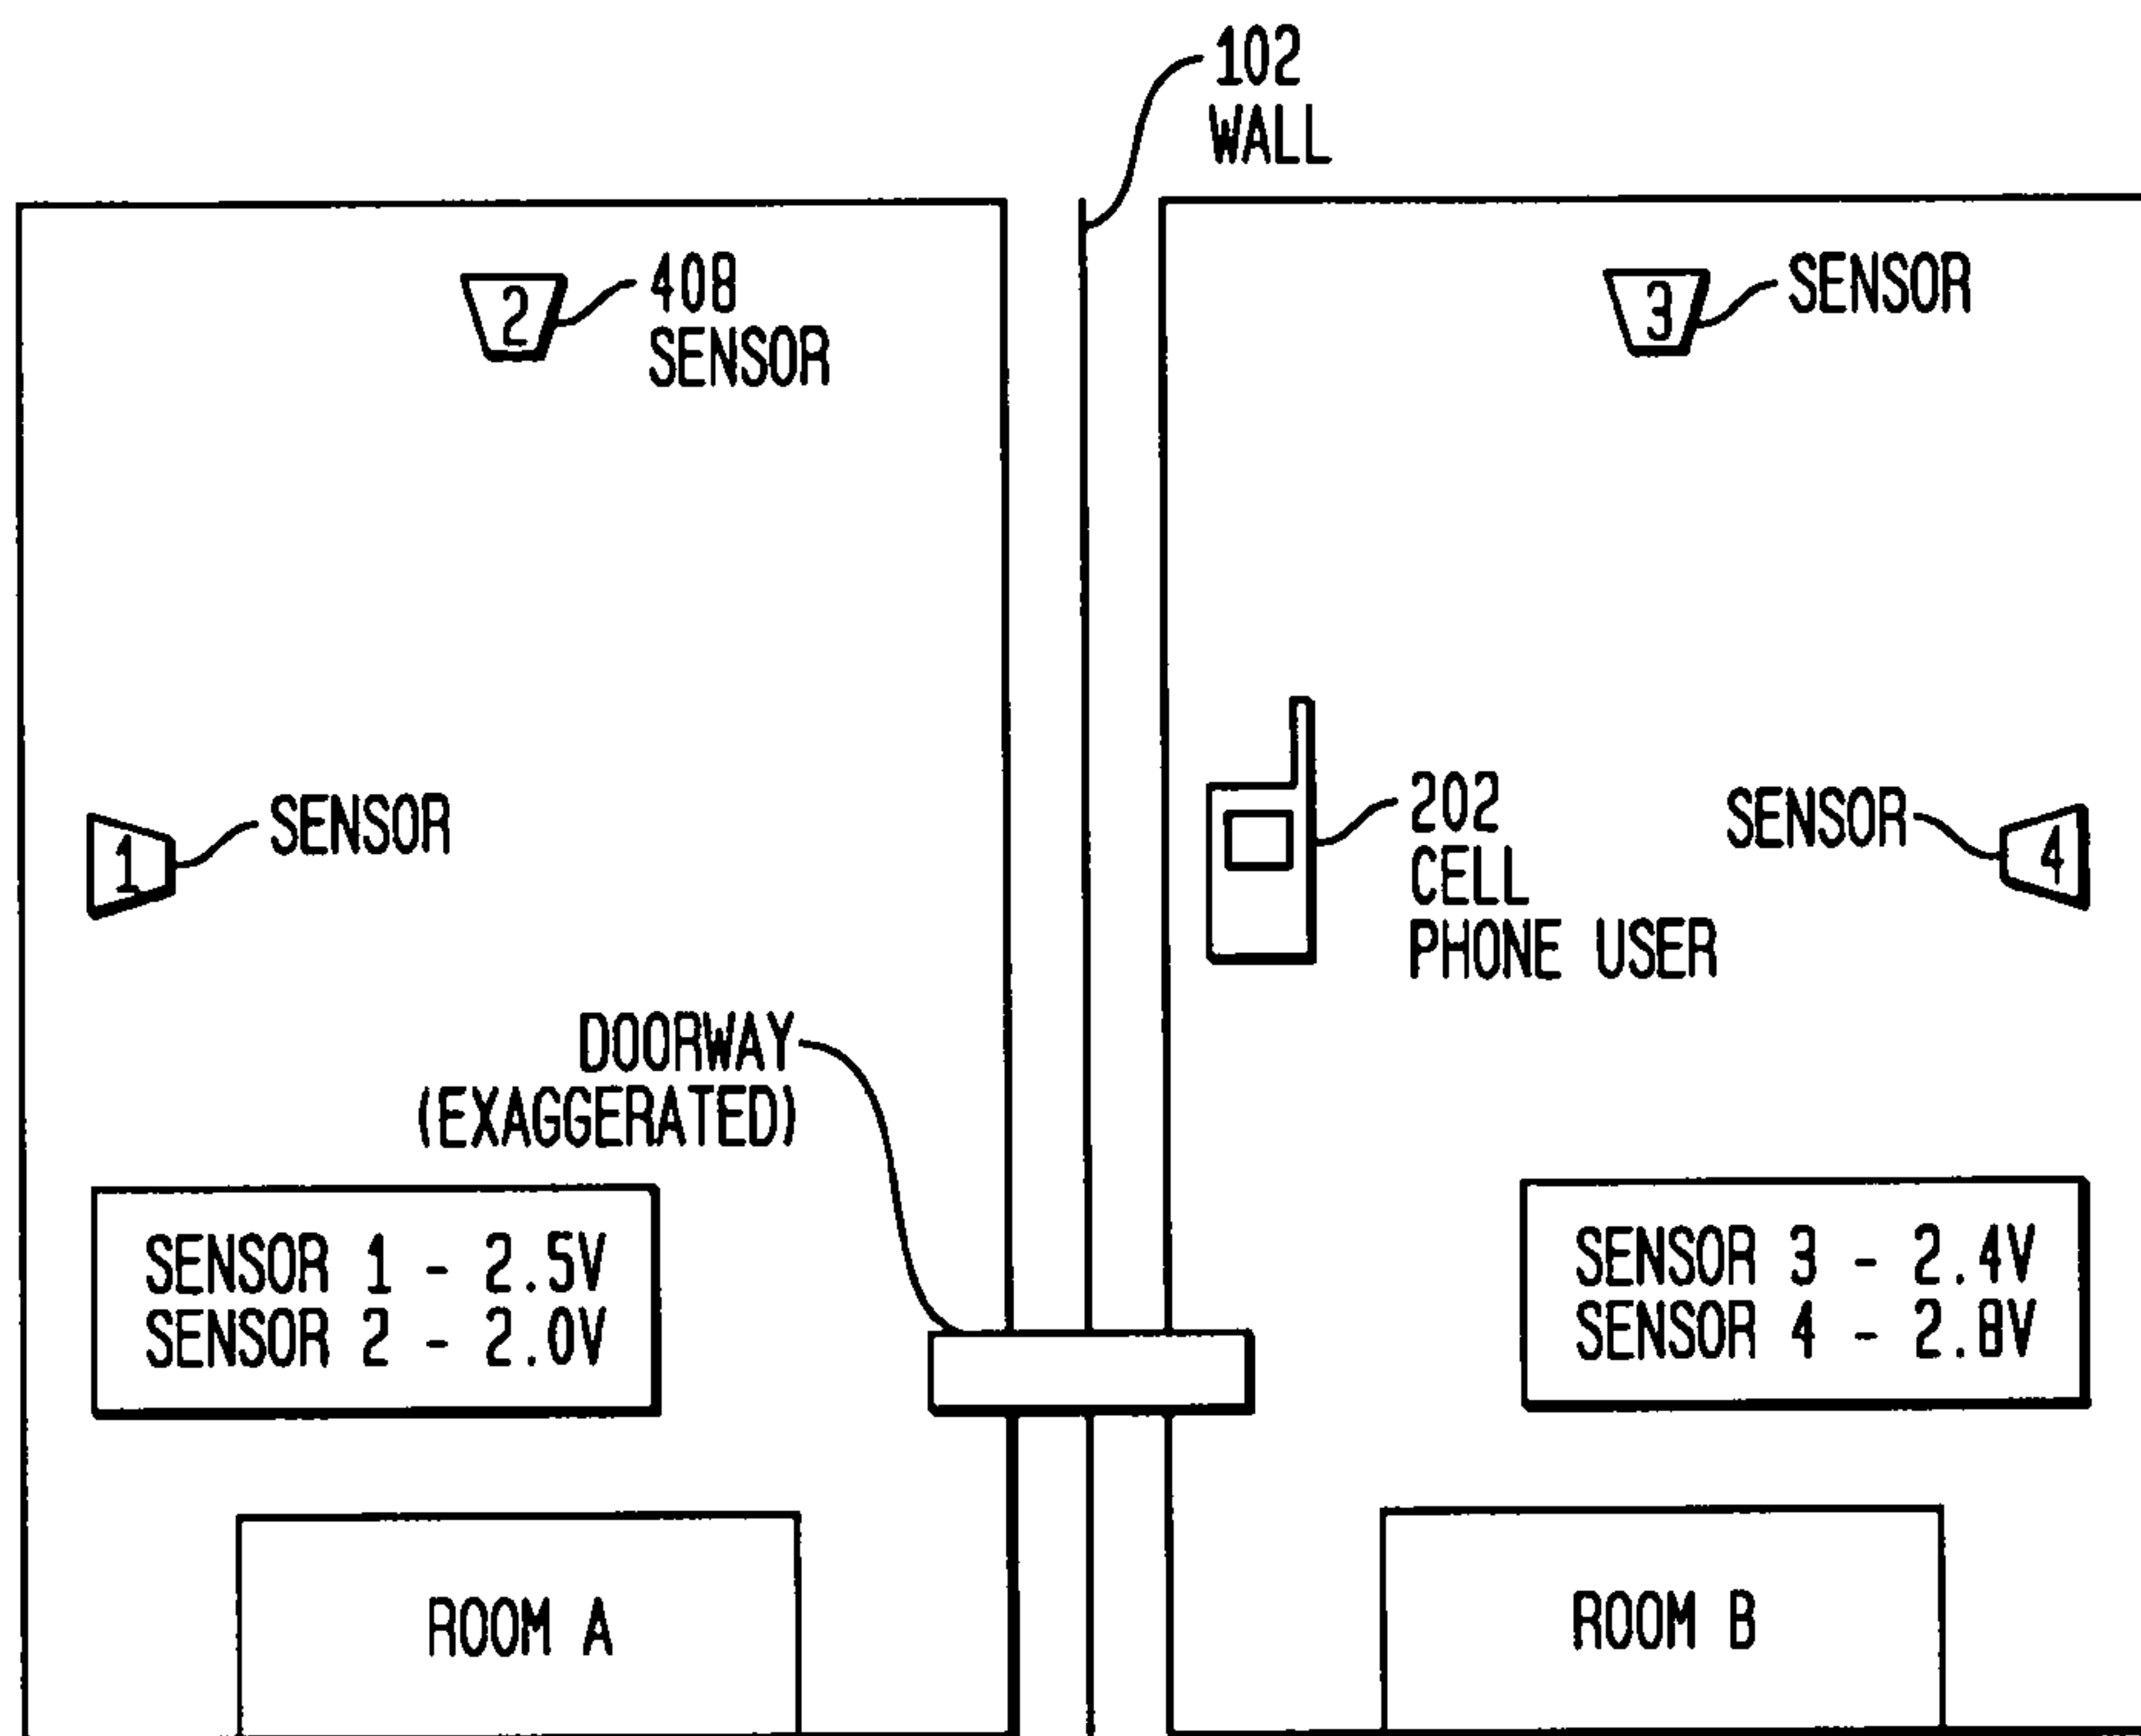 102
WALL
2
408
SENSOR
3
SENSOR
1
SENSOR
202
CELL
PHONE USER
SENSOR
4
DOORWAY
(EXAGGERATED)
SENSOR 1 - 2.5V
SENSOR 2 - 2.0V
SENSOR 3 - 2.4V
SENSOR 4 - 2.8V
ROOM A
ROOM B